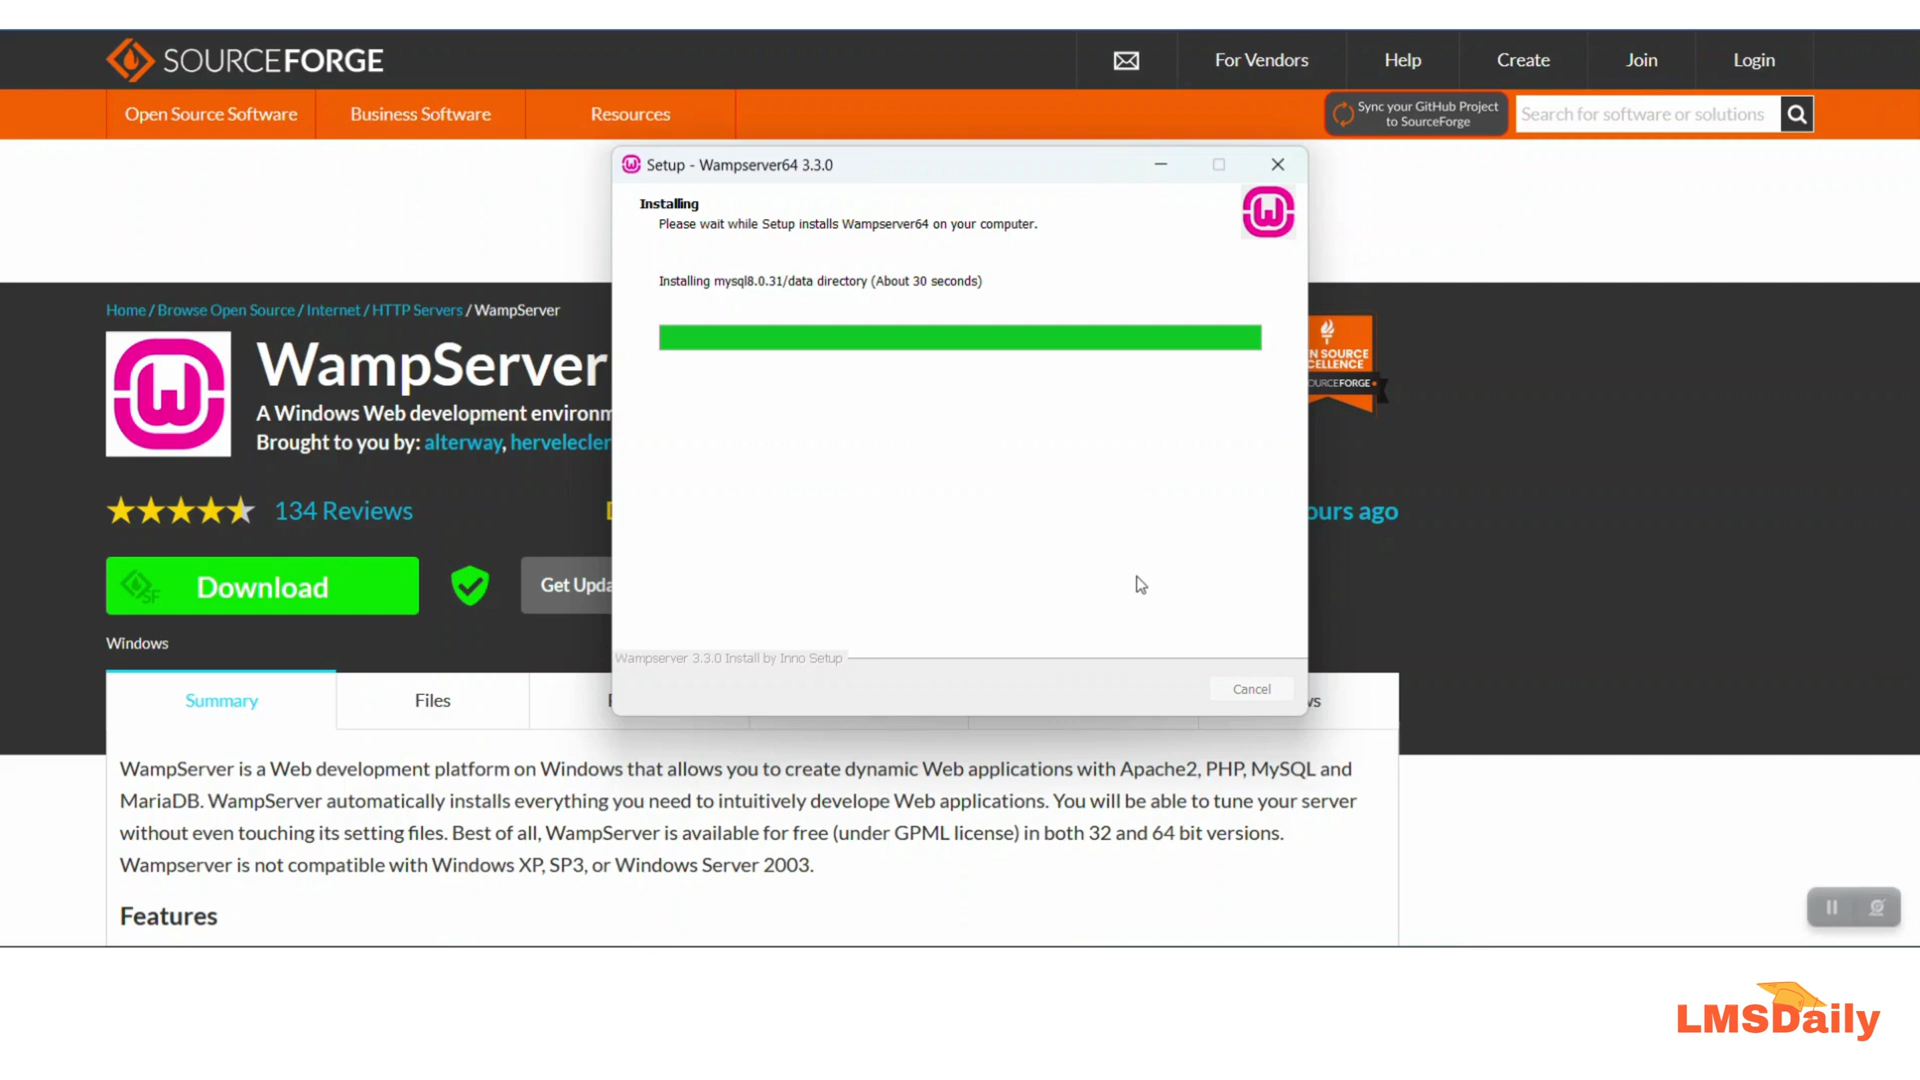 SOURCEFORGE
For Vendors
Help
Create
Join
Login
Open Source Software
Business Software
Resources
Sync your GitHub Project
to SourceForge
Search for software or solutions
Setup - Wampserver64 3.3.0
Installing
Please wait while Setup installs Wampserver64 on your computer.
Installing mysql8.0.31/data directory (About 30 seconds)
Home / Browse Open Source / Internet / HTTP Servers / WampServer
WampServer
A Windows Web development
Brought to you by: alterway,
SOURCE
134 Reviews
ago
Download
SF
Get
Windows
Wampserver 3.3.0 Install by Inno Setup
Cancel
Summary
Files
WampServer is a Web development platform on Windows that allows you to create dynamic Web applications with Apache2, PHP, MySQL and
MariaDB. WampServer automatically installs everything you need to intuitively develope Web applications. You will be able to tune your server
without even touching its setting files. Best of all, WampServer is available for free (under GPML license) in both 32 and 64 bit versions.
Wampserver is not compatible with Windows XP, SP3, or Windows Server 2003.
Features
LMSDaily